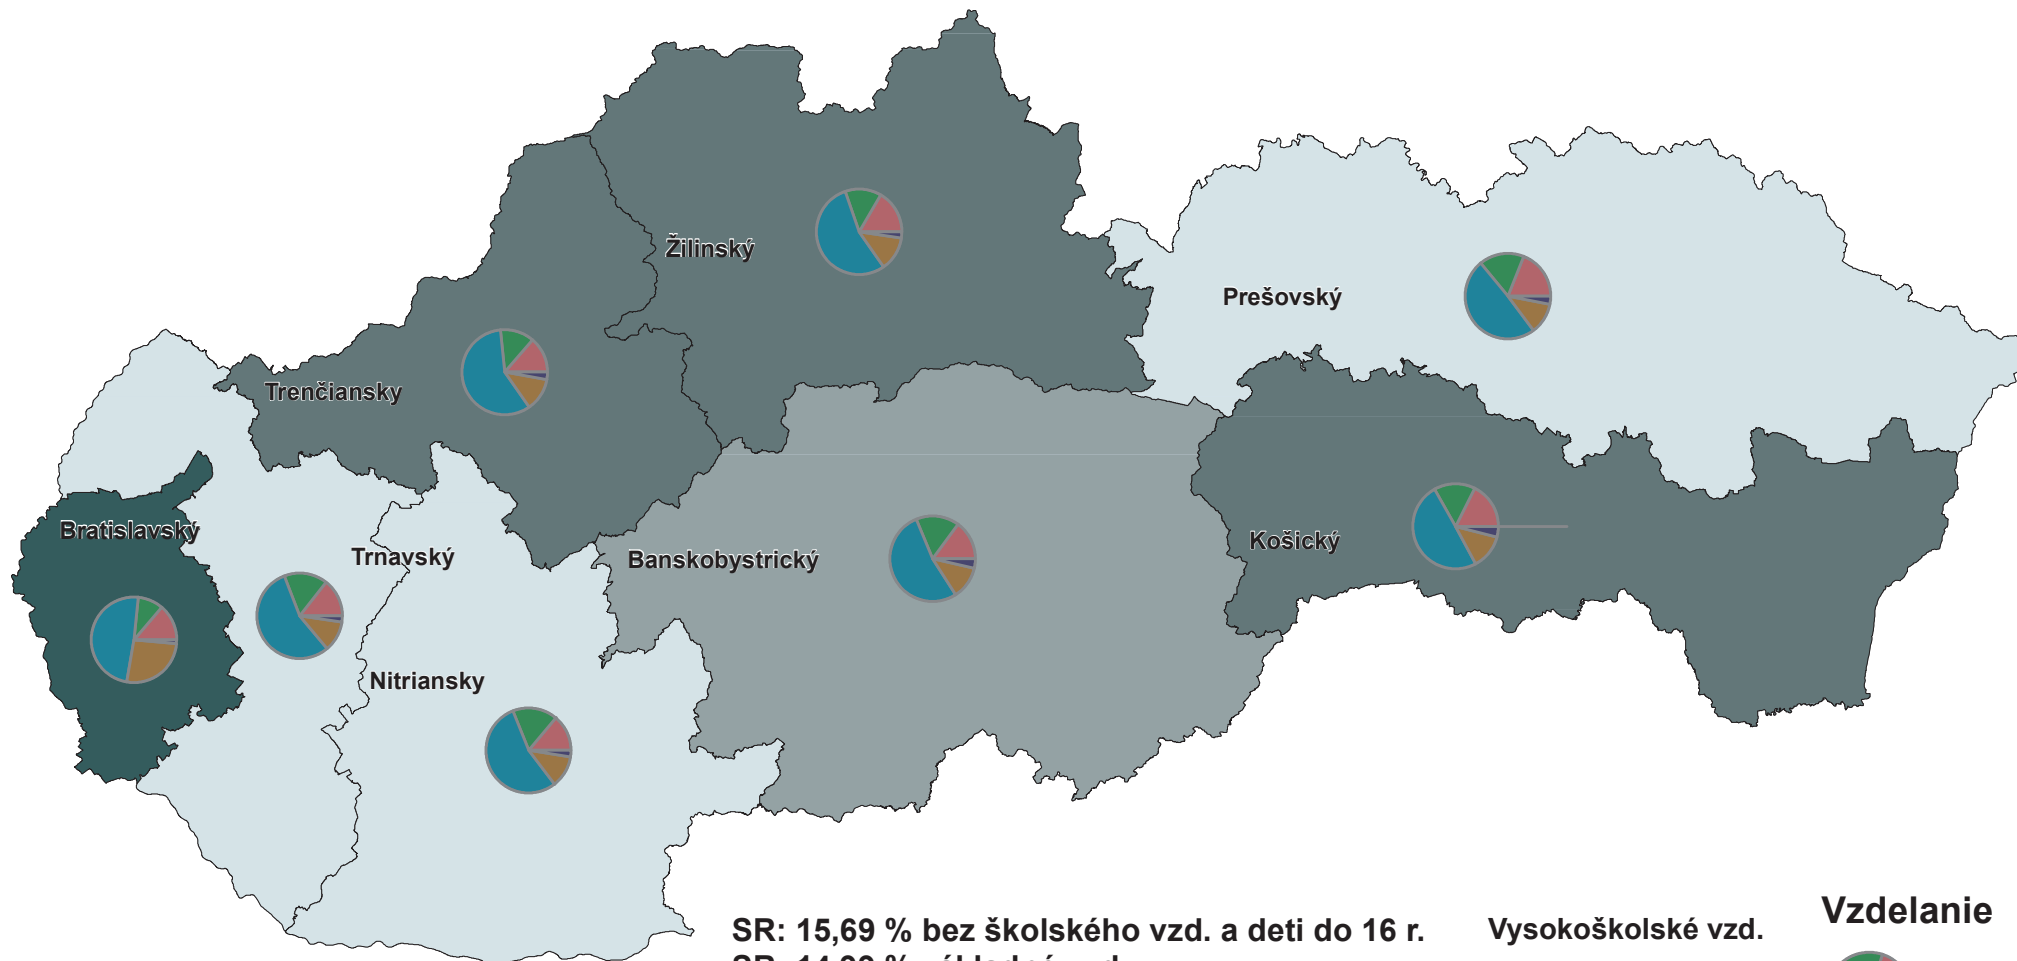 Žilinský
Prešovský
Trenčiansky
Bratislavský
Trnavský
Banskobystrický
Košický
Nitriansky
Vzdelanie
SR: 15,69 % bez školského vzd. a deti do 16 r.
Vysokoškolské vzd.